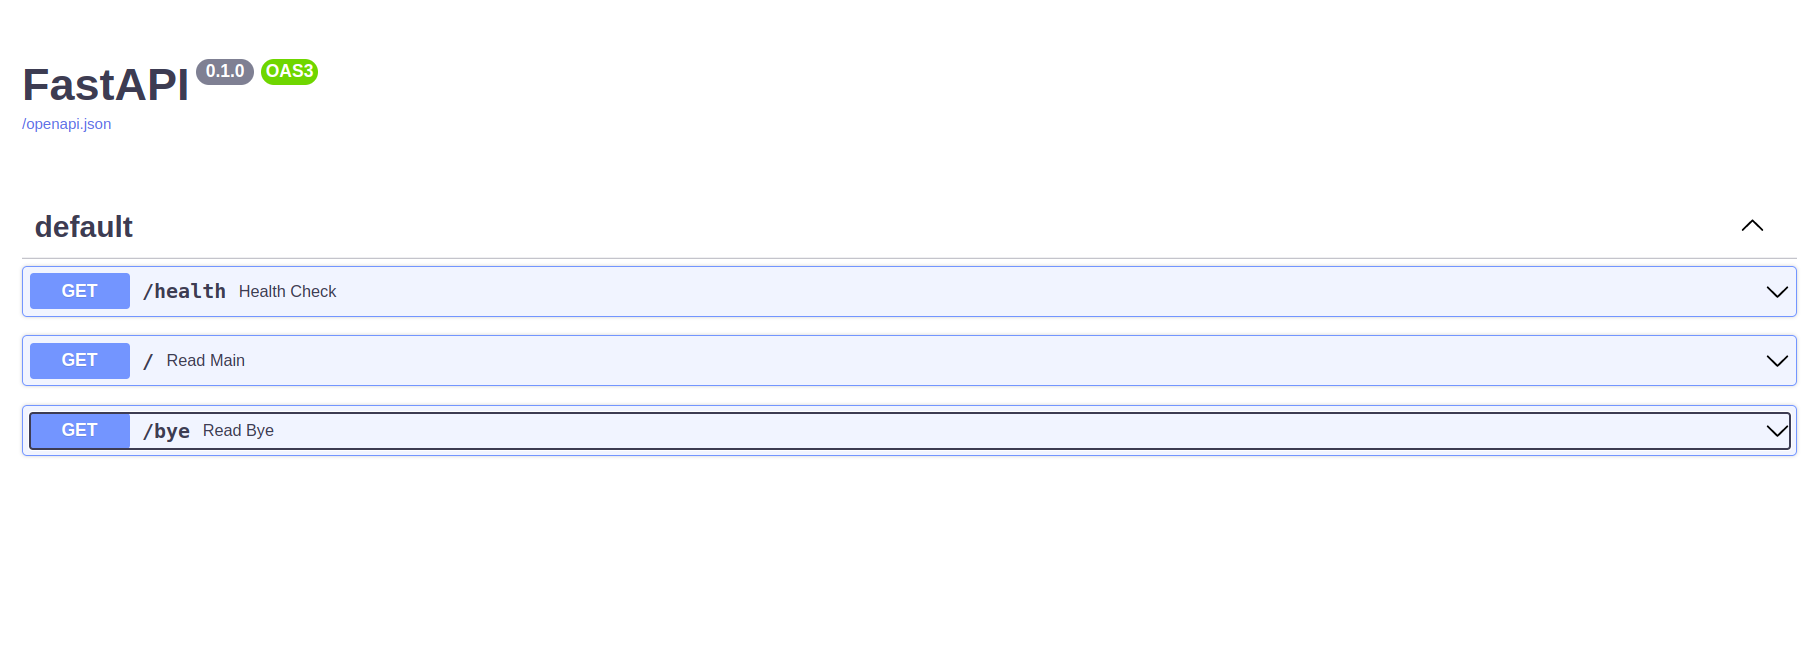 FastAPI 0.1.0 OAS3
/openapi.json
default
GET /health Health Check
GET / Read Main
GET /bye Read Bye